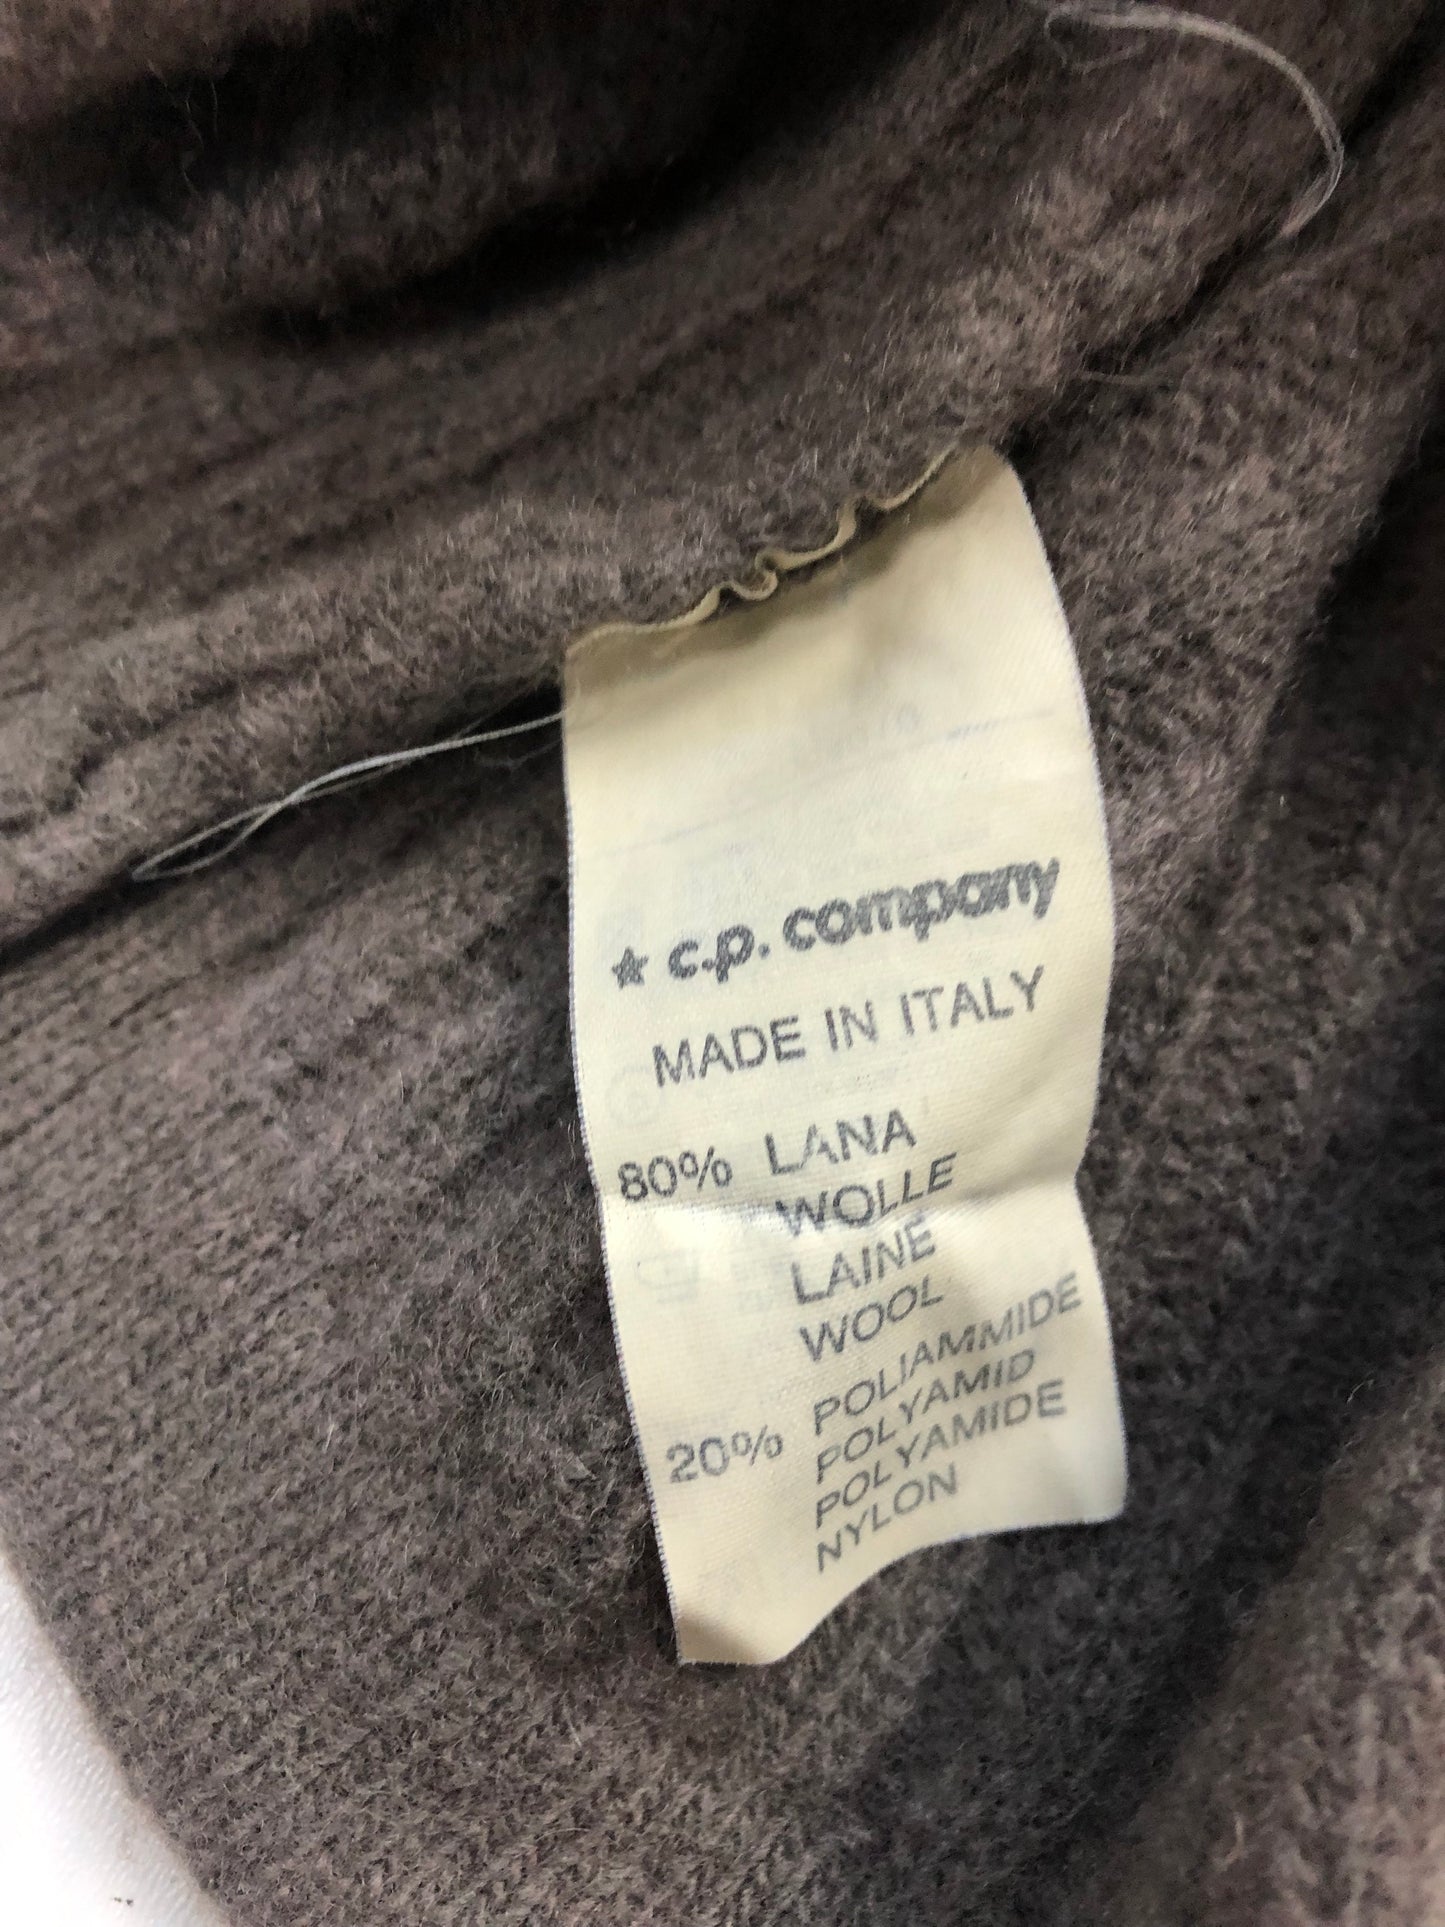 ★ c.p. company
MADE IN ITALY
80% LANA
WOLLE
LAINE
WOOL
20% POLIAMMIDE
POLYAMID
POLYAMIDE
NYLON